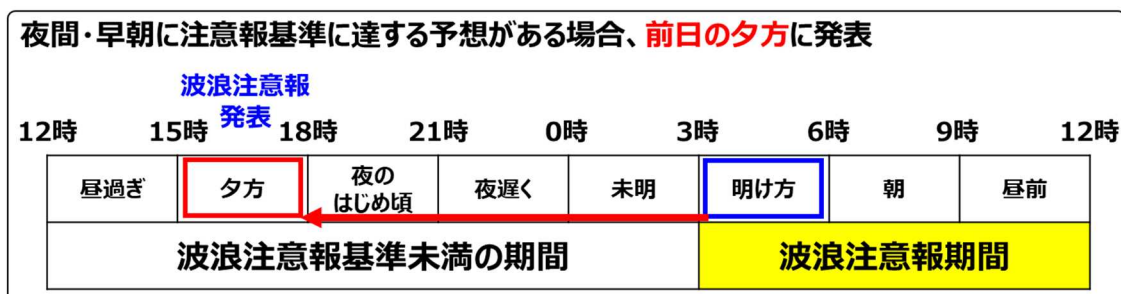 夜間・早朝に注意報基準に達する予想がある場合、前日の夕方に発表
波浪注意報
発表
12時 15時 18時 21時 0時 3時 6時 9時 12時
昼過ぎ 夕方 夜の はじめ頃 夜遅く 未明 明け方 朝 昼前
波浪注意報基準未満の期間 波浪注意報期間